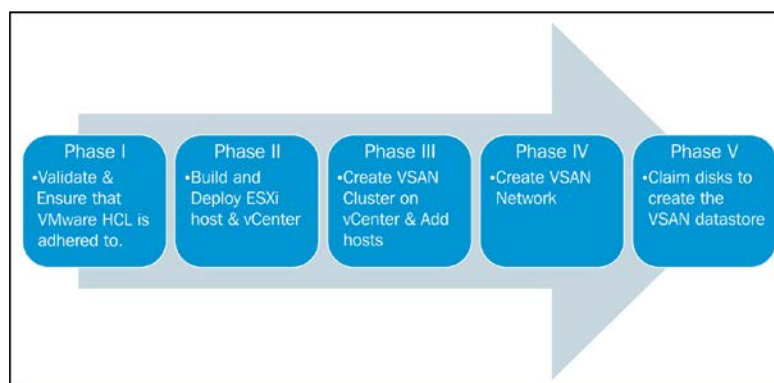 Phase I
•Validate &
Ensure that
VMware HCL is
adhered to.
Phase II
•Build and
Deploy ESXi
host & vCenter
Phase III
•Create VSAN
Cluster on
vCenter & Add
hosts
Phase IV
•Create VSAN
Network
Phase V
•Claim disks to
create the
VSAN datastore